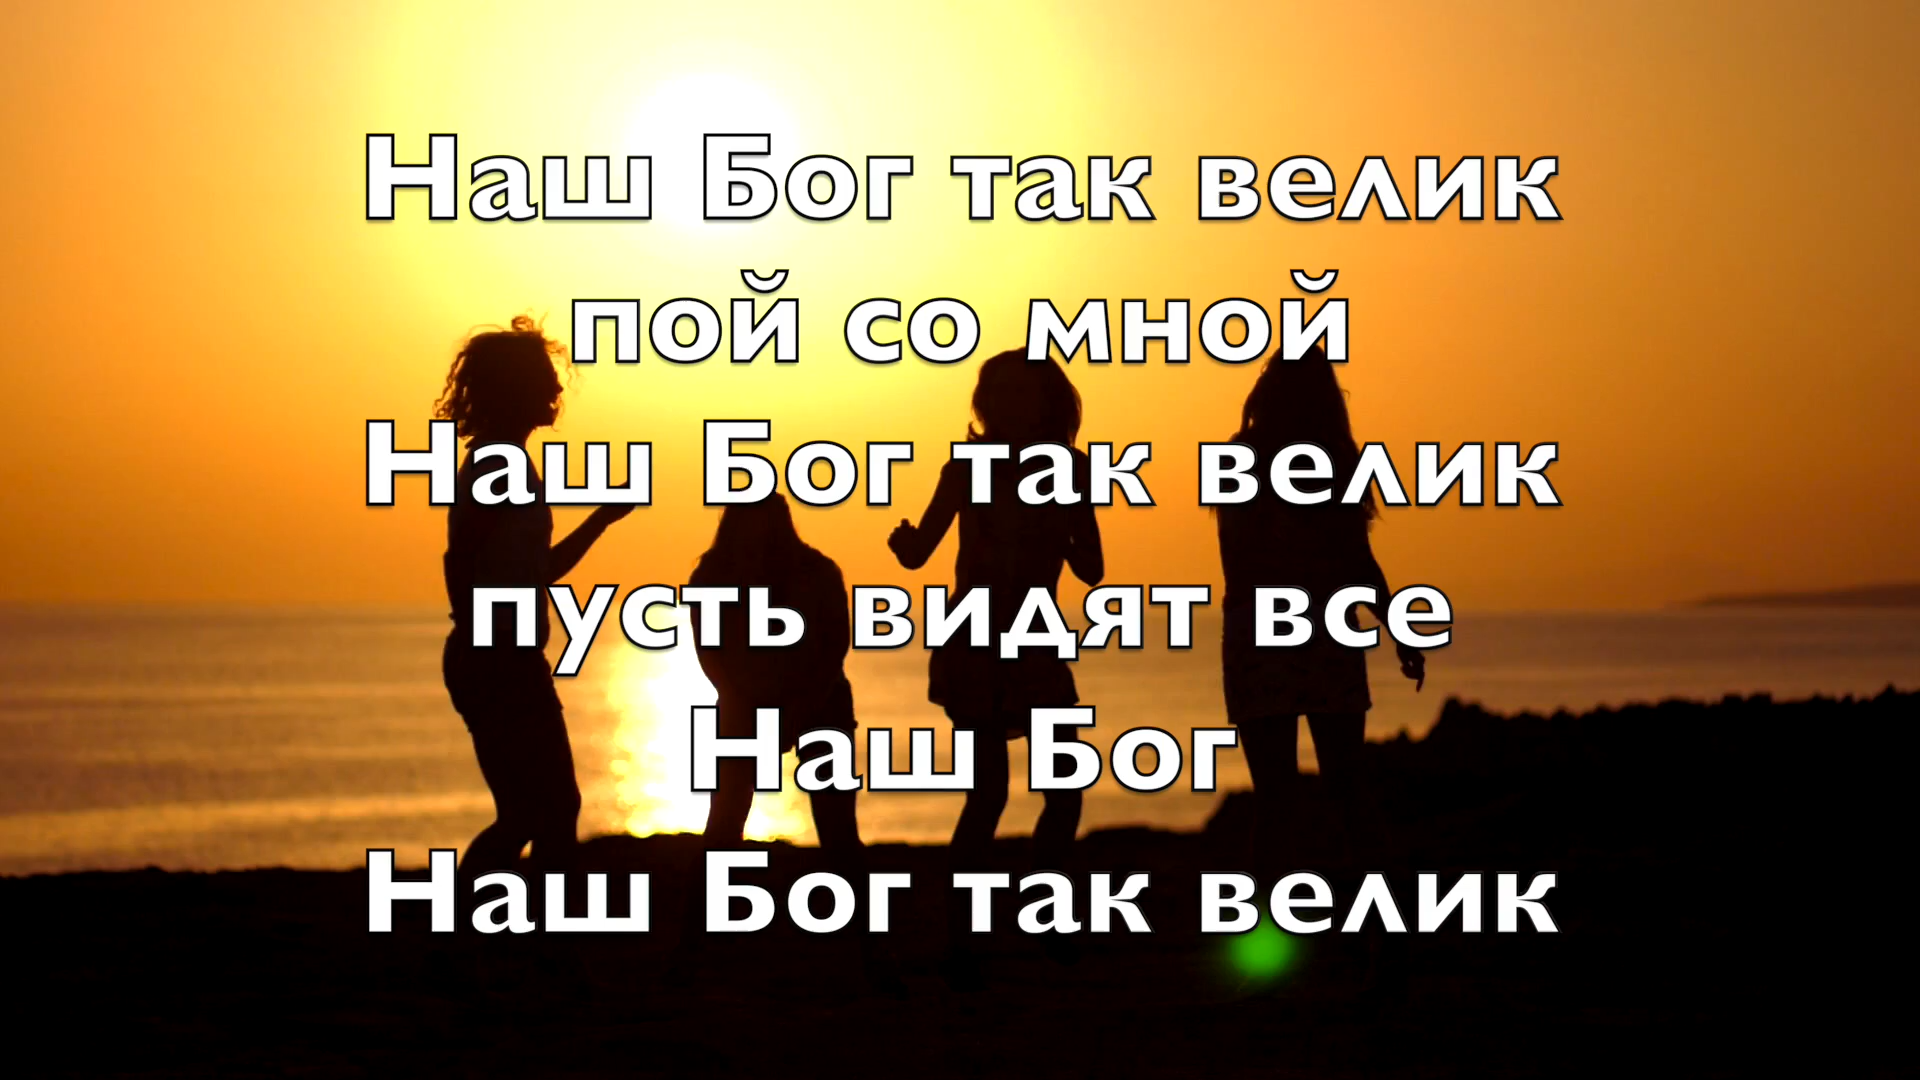 Наш Бог так велик
пой со мной
Наш Бог так велик
пусть видят все
Наш Бог
Наш Бог так велик